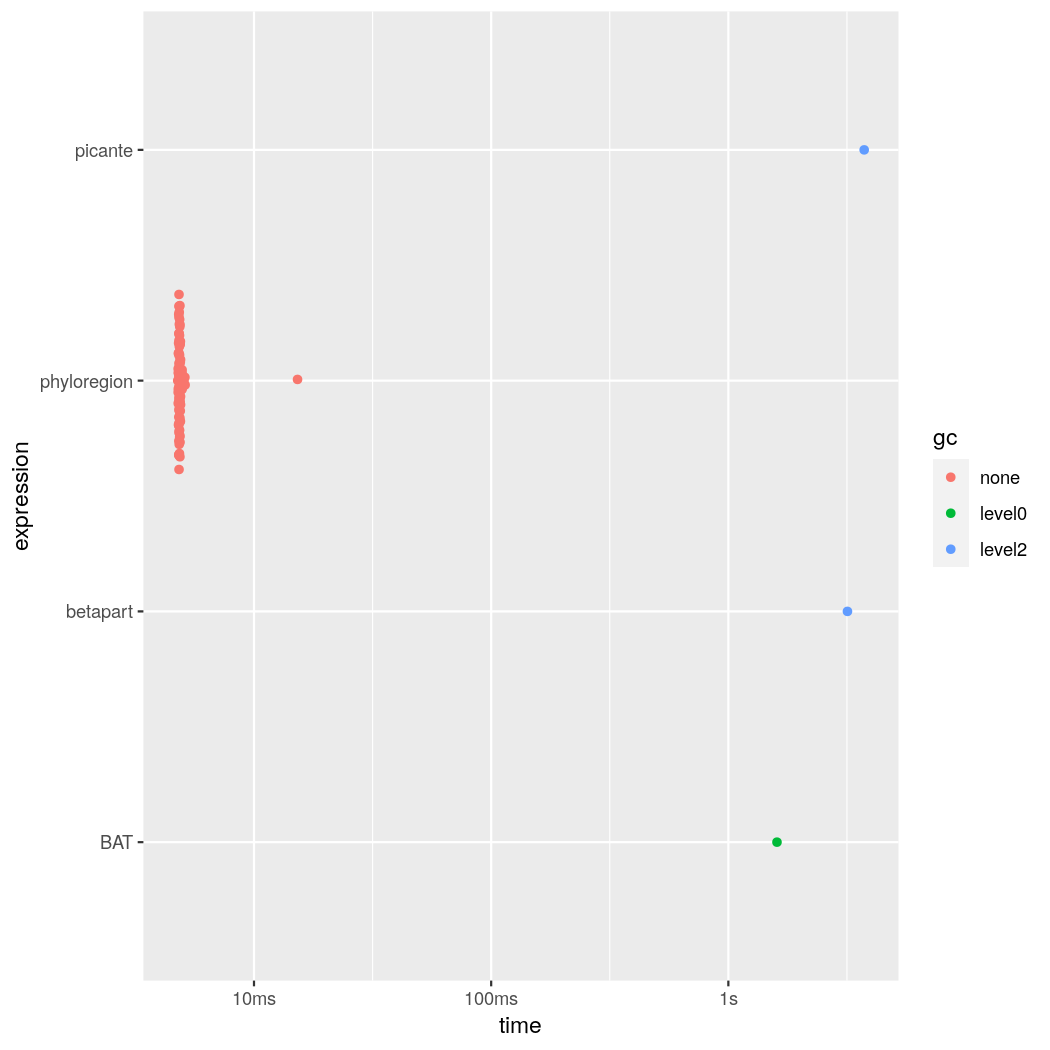 picante
phyloregion
betapart
BAT
expression
10ms
100ms
1s
time
gc
none
level0
level2